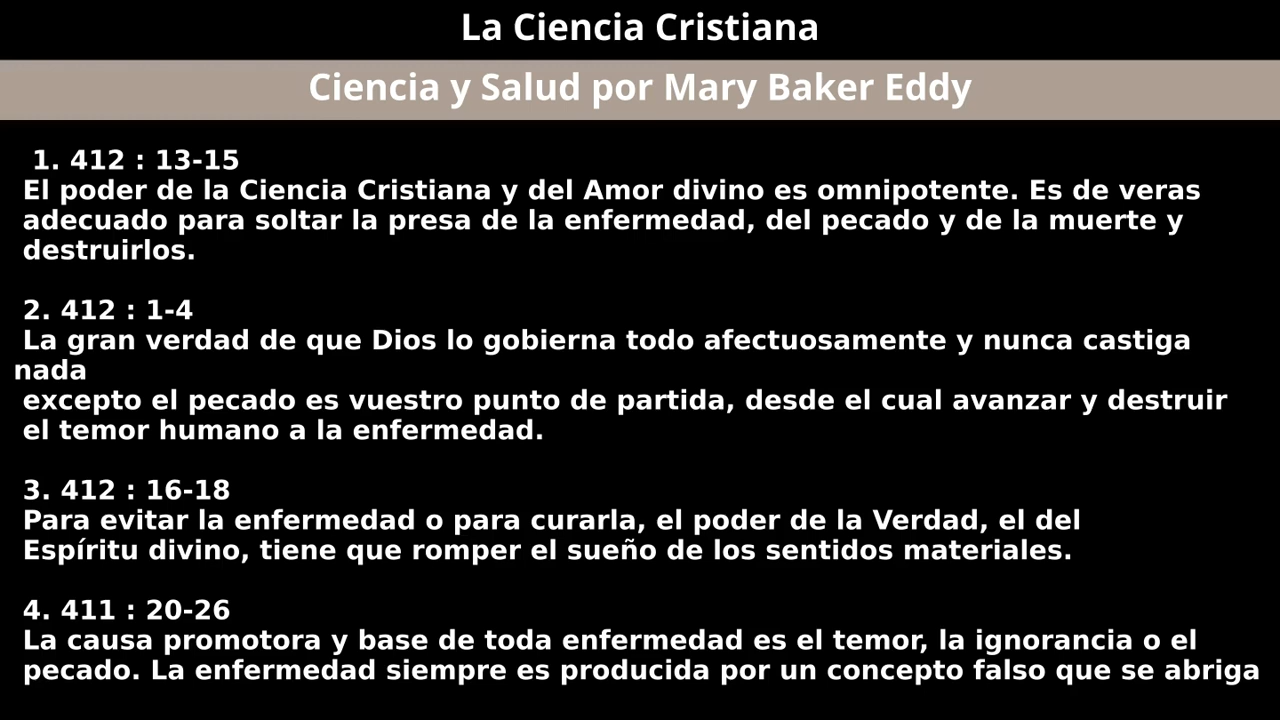 La Ciencia Cristiana
Ciencia y Salud por Mary Baker Eddy
1. 412 : 13-15
El poder de la Ciencia Cristiana y del Amor divino es omnipotente. Es de veras
adecuado para soltar la presa de la enfermedad, del pecado y de la muerte y
destruirlos.
2. 412 : 1-4
La gran verdad de que Dios lo gobierna todo afectuosamente y nunca castiga
nada
excepto el pecado es vuestro punto de partida, desde el cual avanzar y destruir
el temor humano a la enfermedad.
3. 412 : 16-18
Para evitar la enfermedad o para curarla, el poder de la Verdad, el del
Espíritu divino, tiene que romper el sueño de los sentidos materiales.
4. 411 : 20-26
La causa promotora y base de toda enfermedad es el temor, la ignorancia o el
pecado. La enfermedad siempre es producida por un concepto falso que se abriga